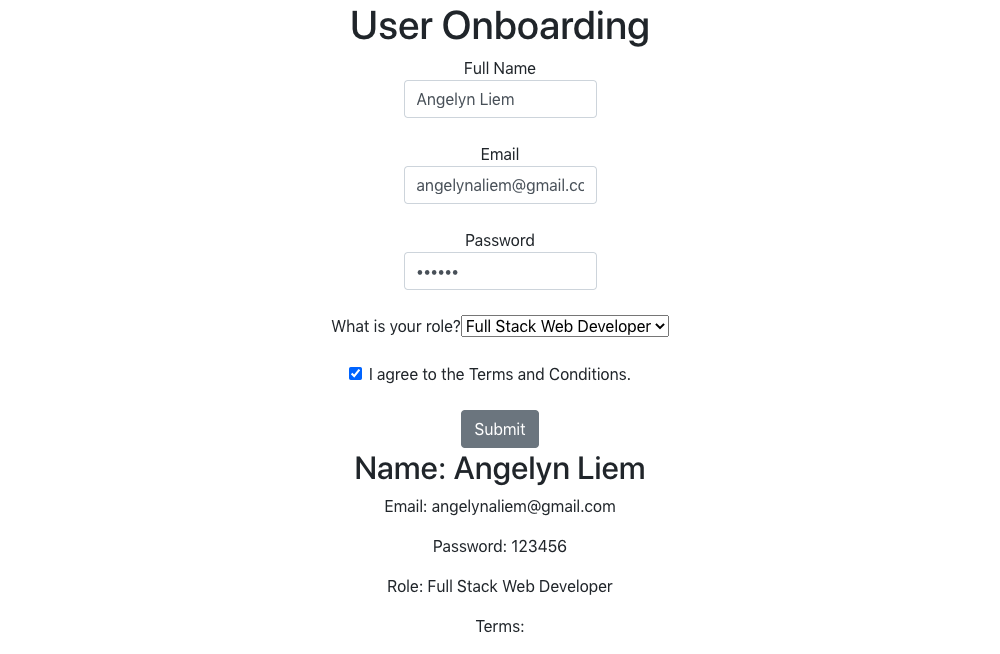 User Onboarding
Full Name
Angelyn Liem
Email
angelynaliem@gmail.cc
Password
••••••
What is your role? Full Stack Web Developer
I agree to the Terms and Conditions.
Submit
Name: Angelyn Liem
Email: angelynaliem@gmail.com
Password: 123456
Role: Full Stack Web Developer
Terms: